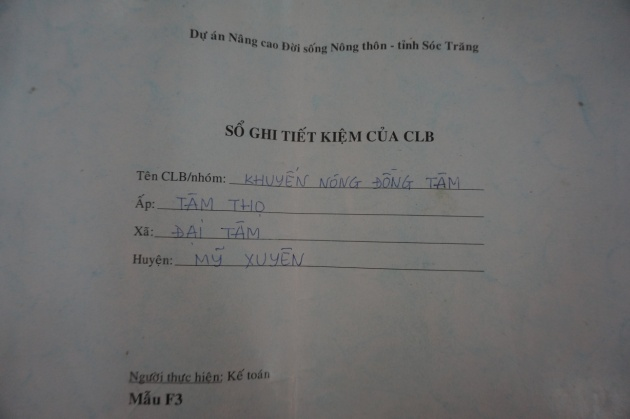 Dự án Nâng cao Đời sống Nông thôn - tỉnh Sóc Trăng
SỔ GHI TIẾT KIỆM CỦA CLB
Tên CLB/nhóm: KHUYẾN NÔNG ĐỒNG TÂM
Ấp: TÂM THỌ
Xã: ĐẠI TÂM
Huyện: MỸ XUYÊN
Người thực hiện: Kế toán
Mẫu F3